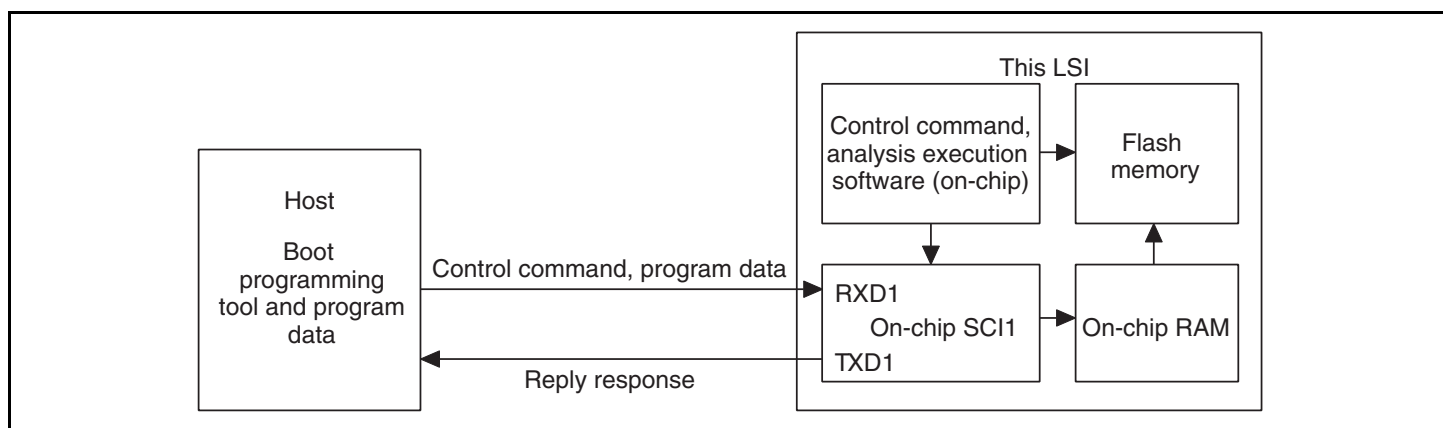 This LSI
Host
Boot
programming
tool and program
data
Control command, program data
Reply response
Control command,
analysis execution
software (on-chip)
Flash
memory
RXD1
On-chip SCI1
TXD1
On-chip RAM